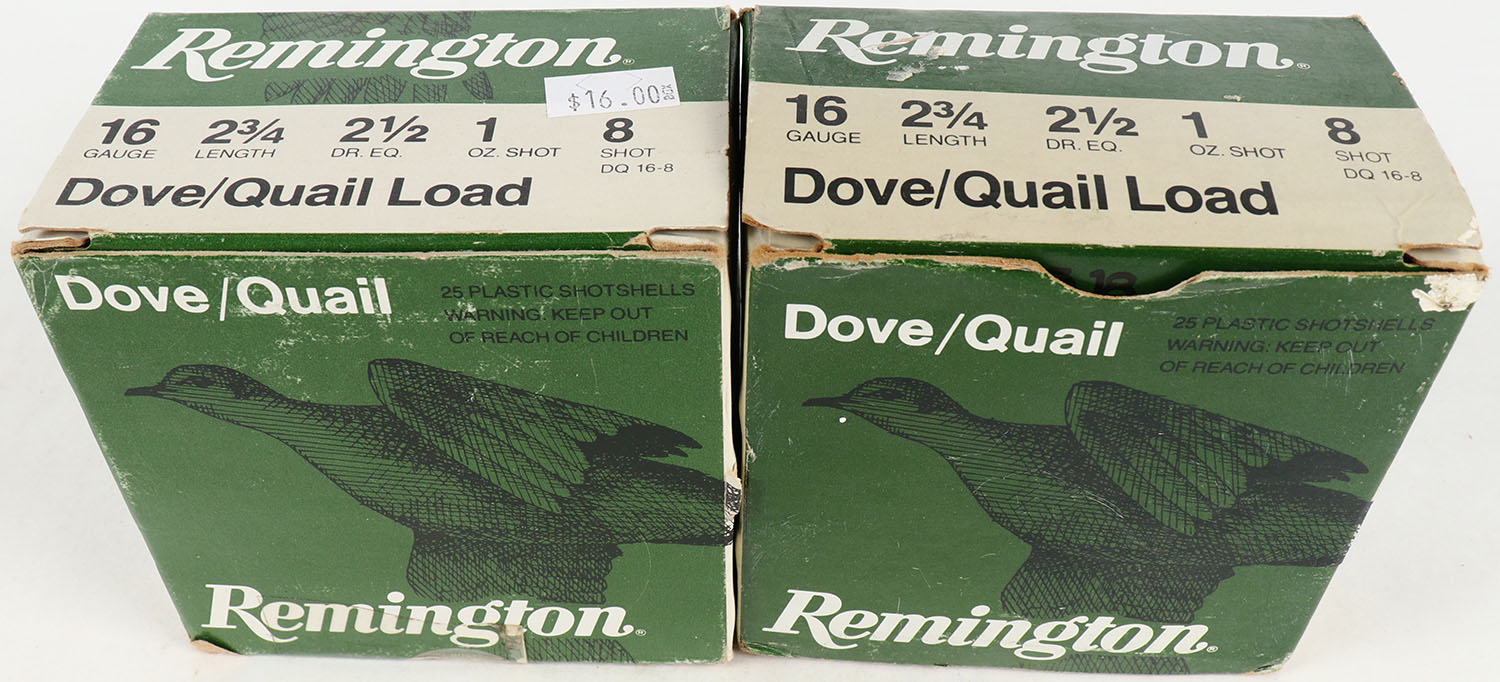 Remington®
$16.00
16 2¾ 2½ 1 8
GAUGE LENGTH DR. EQ. OZ. SHOT SHOT
DQ 16-8
Dove/Quail Load
Dove/Quail
25 PLASTIC SHOTSHELLS
WARNING: KEEP OUT
OF REACH OF CHILDREN
Remington®
Remington®
16 2¾ 2½ 1 8
GAUGE LENGTH DR. EQ. OZ. SHOT SHOT
DQ 16-8
Dove/Quail Load
Dove/Quail
25 PLASTIC SHOTSHELLS
WARNING: KEEP OUT
OF REACH OF CHILDREN
Remington®